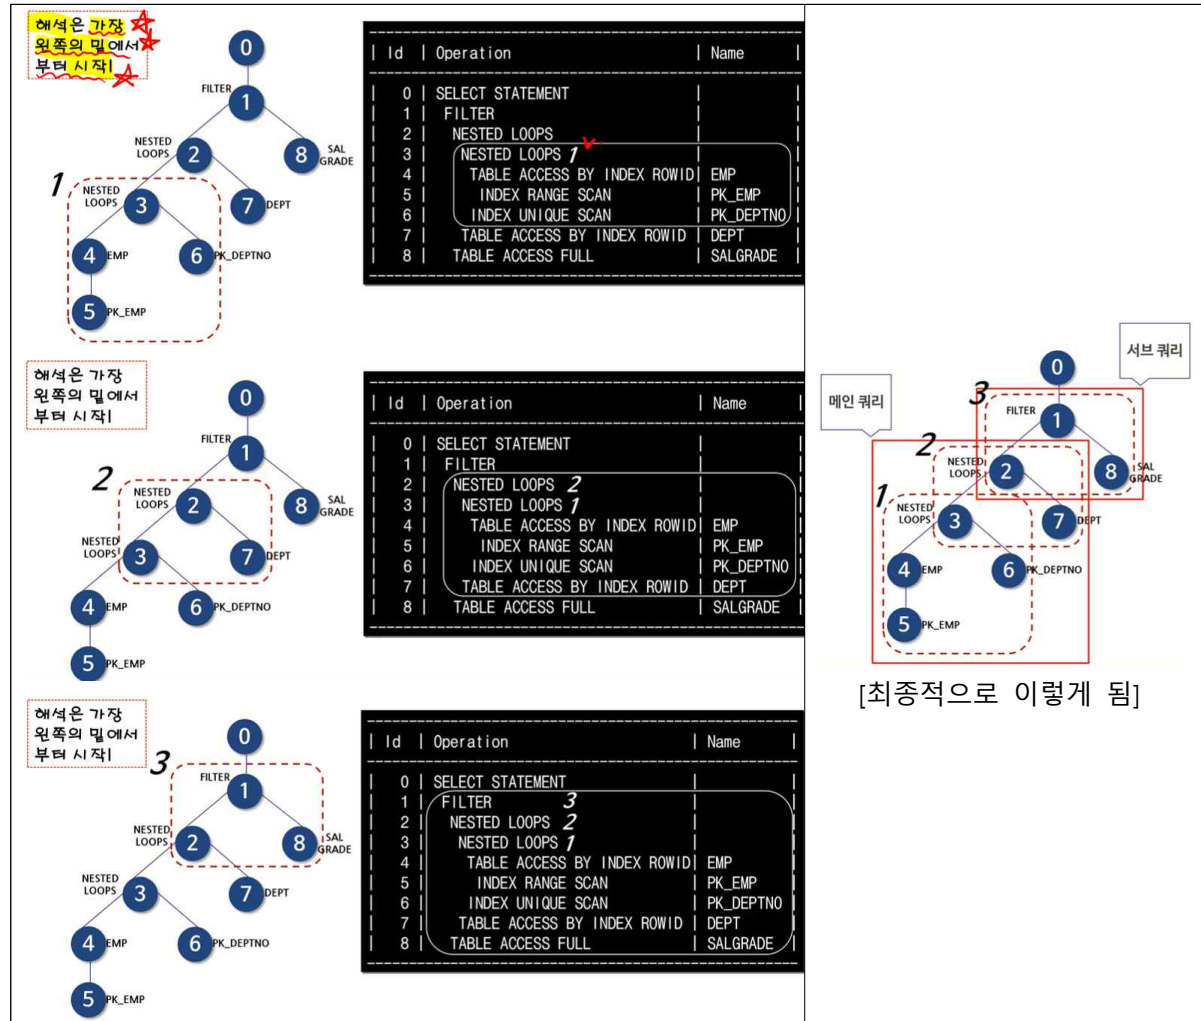 해석은 가장
왼쪽의 밑에서
부터 시작!
0
FILTER
1
NESTED
LOOPS
2
8
SAL
GRADE
1
NESTED
LOOPS
3
7
DEPT
4
EMP
6
PK_DEPTNO
5
PK_EMP
| Id | Operation | Name |
| 0 | SELECT STATEMENT | |
| 1 | FILTER | |
| 2 | NESTED LOOPS | |
| 3 | NESTED LOOPS 1 | |
| 4 | TABLE ACCESS BY INDEX ROWID| EMP |
| 5 | INDEX RANGE SCAN | PK_EMP |
| 6 | INDEX UNIQUE SCAN | PK_DEPTNO|
| 7 | TABLE ACCESS BY INDEX ROWID | DEPT |
| 8 | TABLE ACCESS FULL | SALGRADE |
해석은 가장
왼쪽의 밑에서
부터 시작!
0
FILTER
1
2
NESTED
LOOPS
2
8
SAL
GRADE
NESTED
LOOPS
3
7
DEPT
4
EMP
6
PK_DEPTNO
5
PK_EMP
| Id | Operation | Name |
| 0 | SELECT STATEMENT | |
| 1 | FILTER | |
| 2 | NESTED LOOPS 2 | |
| 3 | NESTED LOOPS 1 | |
| 4 | TABLE ACCESS BY INDEX ROWID| EMP |
| 5 | INDEX RANGE SCAN | PK_EMP |
| 6 | INDEX UNIQUE SCAN | PK_DEPTNO|
| 7 | TABLE ACCESS BY INDEX ROWID | DEPT |
| 8 | TABLE ACCESS FULL | SALGRADE |
해석은 가장
왼쪽의 밑에서
부터 시작!
0
3
FILTER
1
NESTED
LOOPS
2
8
SAL
GRADE
NESTED
LOOPS
3
7
DEPT
4
EMP
6
PK_DEPTNO
5
PK_EMP
| Id | Operation | Name |
| 0 | SELECT STATEMENT | |
| 1 | FILTER 3 | |
| 2 | NESTED LOOPS 2 | |
| 3 | NESTED LOOPS 1 | |
| 4 | TABLE ACCESS BY INDEX ROWID| EMP |
| 5 | INDEX RANGE SCAN | PK_EMP |
| 6 | INDEX UNIQUE SCAN | PK_DEPTNO |
| 7 | TABLE ACCESS BY INDEX ROWID | DEPT |
| 8 | TABLE ACCESS FULL | SALGRADE |
서브 쿼리
메인 쿼리
0
3
FILTER
1
2
NESTED
LOOPS
2
8
SAL
GRADE
1
NESTED
LOOPS
3
7
DEPT
4
EMP
6
PK_DEPTNO
5
PK_EMP
[최종적으로 이렇게 됨]